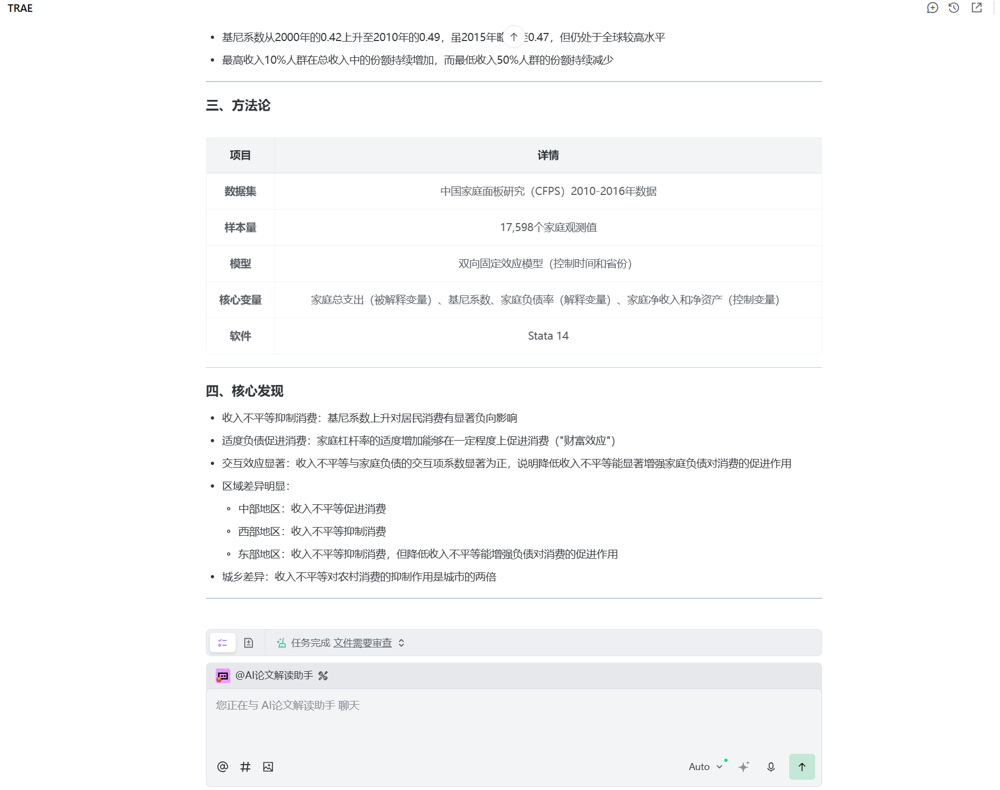 TRAE
基尼系数从2000年的0.42上升至2010年的0.49，虽2015年略至0.47，但仍处于全球较高水平
最高收入10%人群在总收入中的份额持续增加，而最低收入50%人群的份额持续减少
三、方法论
项目 详情
数据集 中国家庭面板研究（CFPS）2010-2016年数据
样本量 17,598个家庭观测值
模型 双向固定效应模型（控制时间和省份）
核心变量 家庭总支出（被解释变量）、基尼系数、家庭负债率（解释变量）、家庭净收入和净资产（控制变量）
软件 Stata 14
四、核心发现
收入不平等抑制消费：基尼系数上升对居民消费有显著负向影响
适度负债促进消费：家庭杠杆率的适度增加能够在一定程度上促进消费（"财富效应"）
交互效应显著：收入不平等与家庭负债的交互项系数显著为正，说明降低收入不平等能显著增强家庭负债对消费的促进作用
区域差异明显：
中部地区：收入不平等促进消费
西部地区：收入不平等抑制消费
东部地区：收入不平等抑制消费，但降低收入不平等能增强负债对消费的促进作用
城乡差异：收入不平等对农村消费的抑制作用是城市的两倍
任务完成 文件需要审查
@AI论文解读助手
您正在与 AI论文解读助手 聊天
Auto